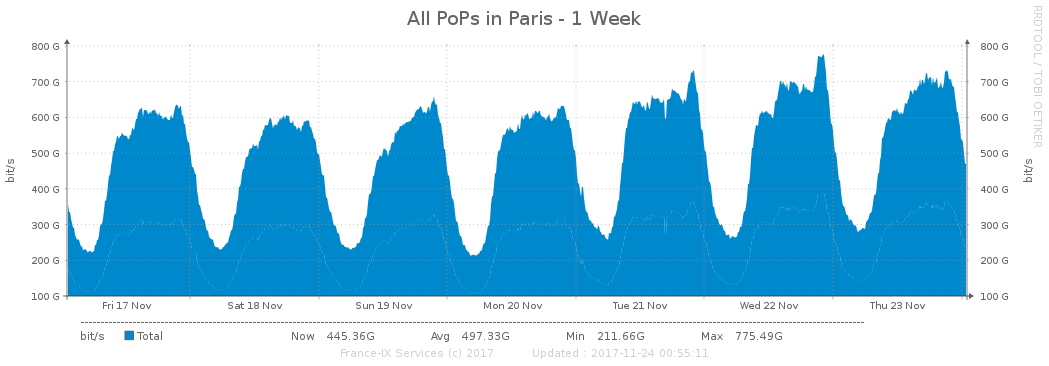 All PoPs in Paris - 1 Week
RRDTOOL / TOBI OETIKER
800 G 800 G
700 G 700 G
600 G 600 G
500 G 500 G
400 G 400 G
300 G 300 G
200 G 200 G
100 G 100 G
bit/s bit/s
Fri 17 Nov Sat 18 Nov Sun 19 Nov Mon 20 Nov Tue 21 Nov Wed 22 Nov Thu 23 Nov
bit/s Total Now 445.36G Avg 497.33G Min 211.66G Max 775.49G
France-IX Services (c) 2017 Updated : 2017-11-24 00:55:11